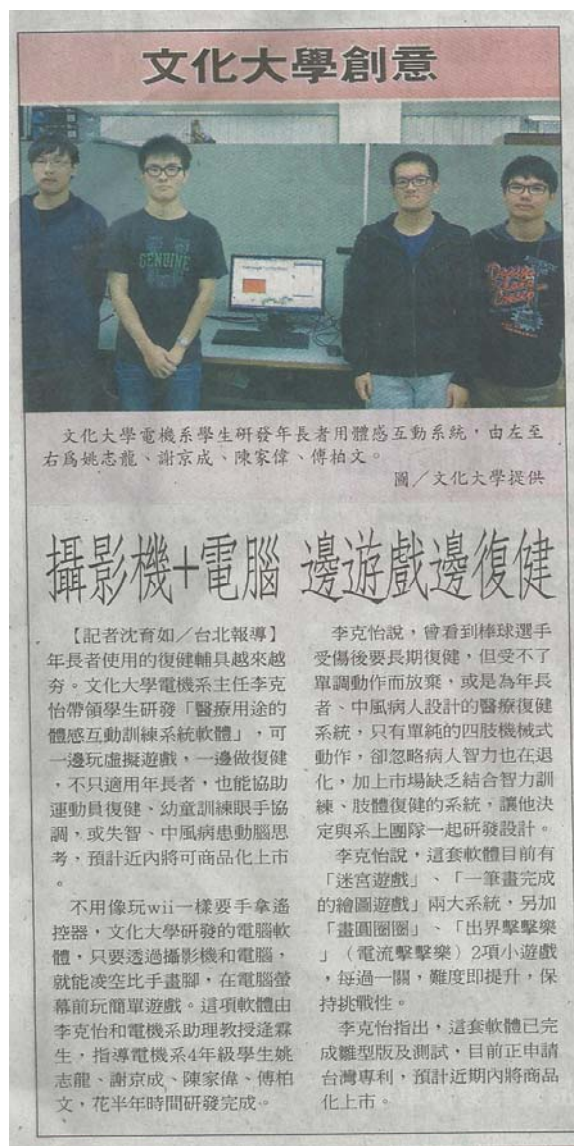 文化大學創意
GENUINE
文化大學電機系學生研發年長者用體感互動系統，由左至
右為姚志龍、謝京成、陳家偉、傅柏文。
圖／文化大學提供
攝影機+電腦 邊遊戲邊復健
【記者沈育如／台北報導】
年長者使用的復健輔具越來越
夯。文化大學電機系主任李克
怡帶領學生研發「醫療用途的
體感互動訓練系統軟體」，可
一邊玩虛擬遊戲，一邊做復健
，不只適用年長者，也能協助
運動員復健、幼童訓練眼手協
調，或失智、中風病患動腦思
考，預計近內將可商品化上市
。
不用像玩wii一樣要手拿遙
控器，文化大學研發的電腦軟
體，只要透過攝影機和電腦，
就能凌空比手畫腳，在電腦螢
幕前玩簡單遊戲。這項軟體由
李克怡和電機系助理教授逄霖
生，指導電機系4年級學生姚
志龍、謝京成、陳家偉、傅柏
文，花半年時間研發完成。
李克怡說，曾看到棒球選手
受傷後要長期復健，但受不了
單調動作而放棄，或是為年長
者、中風病人設計的醫療復健
系統，只有單純的四肢機械式
動作，卻忽略病人智力也在退
化，加上市場缺乏結合智力訓
練、肢體復健的系統，讓他決
定與系上團隊一起研發設計。
李克怡說，這套軟體目前有
「迷宮遊戲」、「一筆畫完成
的繪圖遊戲」兩大系統，另加
「畫圓圈圈」、「出界擊擊樂
」（電流擊擊樂）2項小遊戲
，每過一關，難度即提升，保
持挑戰性。
李克怡指出，這套軟體已完
成雛型版及測試，目前正申請
台灣專利，預計近期內將商品
化上市。